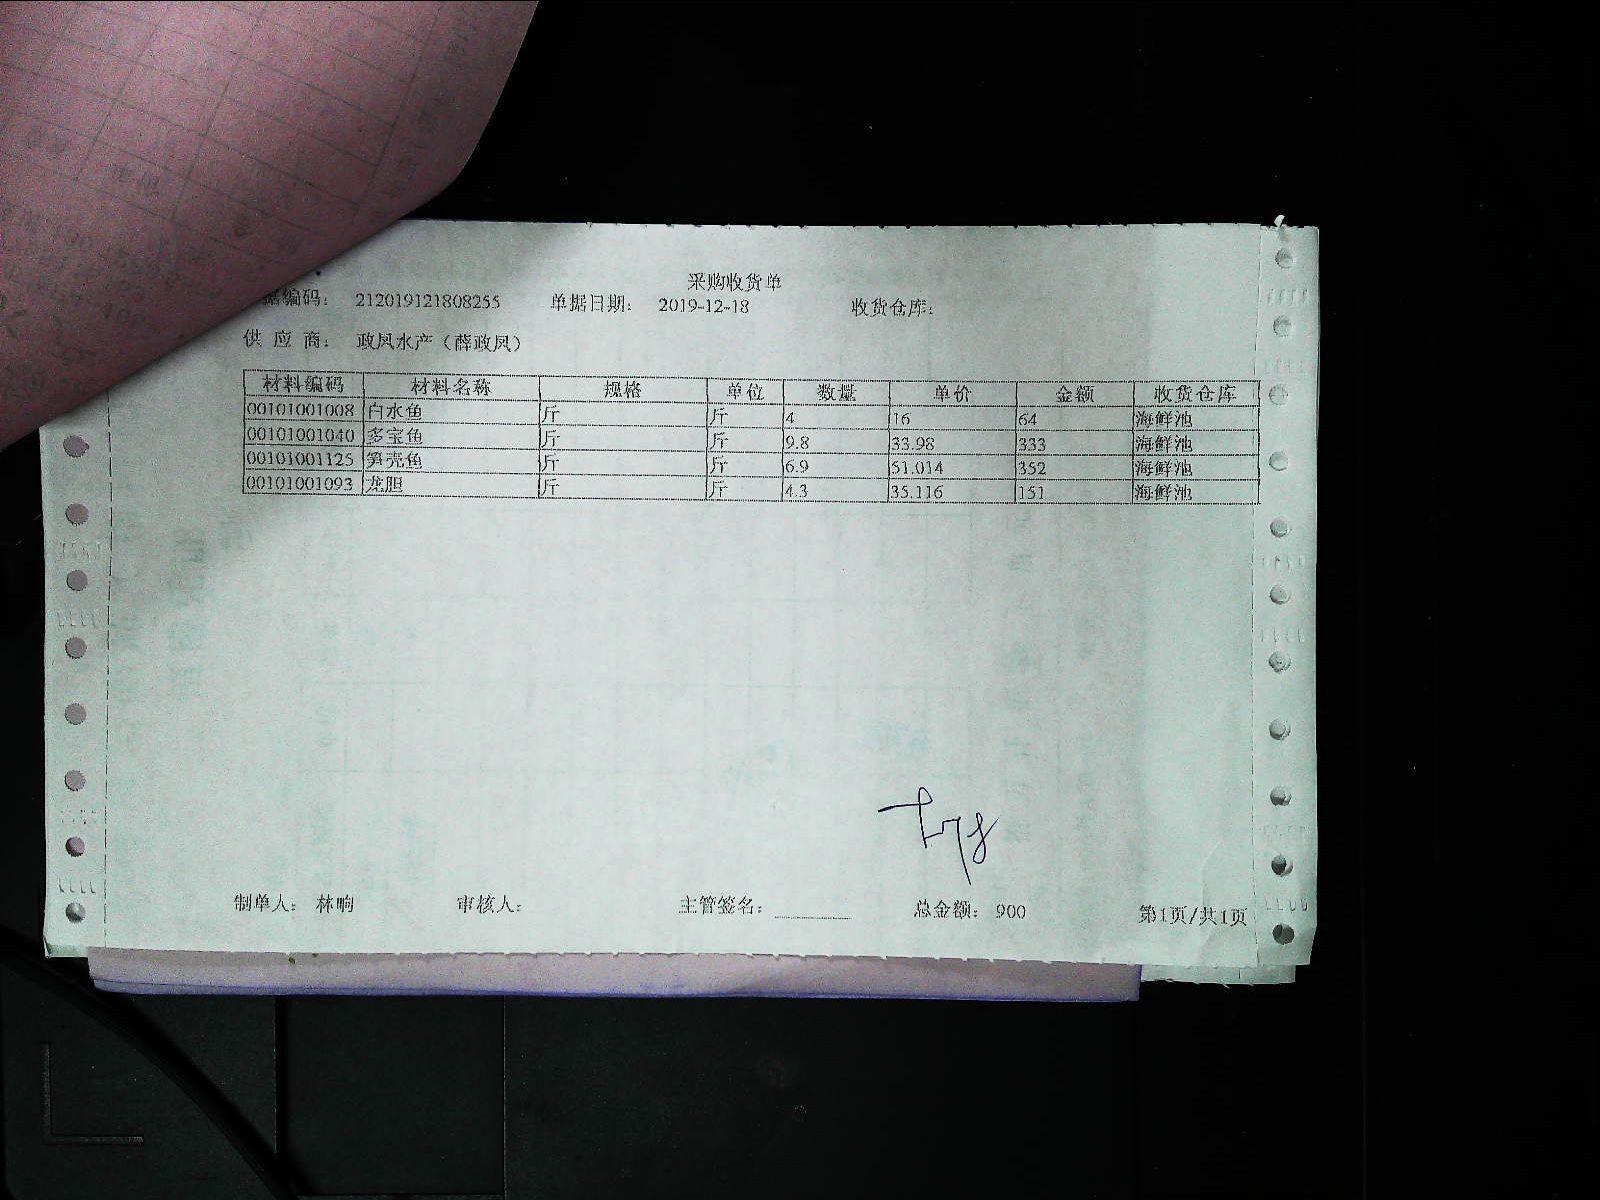 采购收货单
据编码: 212019121808255 单据日期: 2019-12-18 收货仓库:
供应商: 政凤水产(薛政凤)
材料编码 材料名称 规格 单位 数量 单价 金额 收货仓库
00101001008 白水鱼 斤 斤 4 16 64 海鲜池
00101001040 多宝鱼 斤 斤 9.8 33.98 333 海鲜池
00101001125 笋壳鱼 斤 斤 6.9 51.014 352 海鲜池
00101001093 龙胆 斤 斤 4.3 35.116 151 海鲜池
制单人: 林晌 审核人: 主管签名: 总金额: 900 第1页/共1页